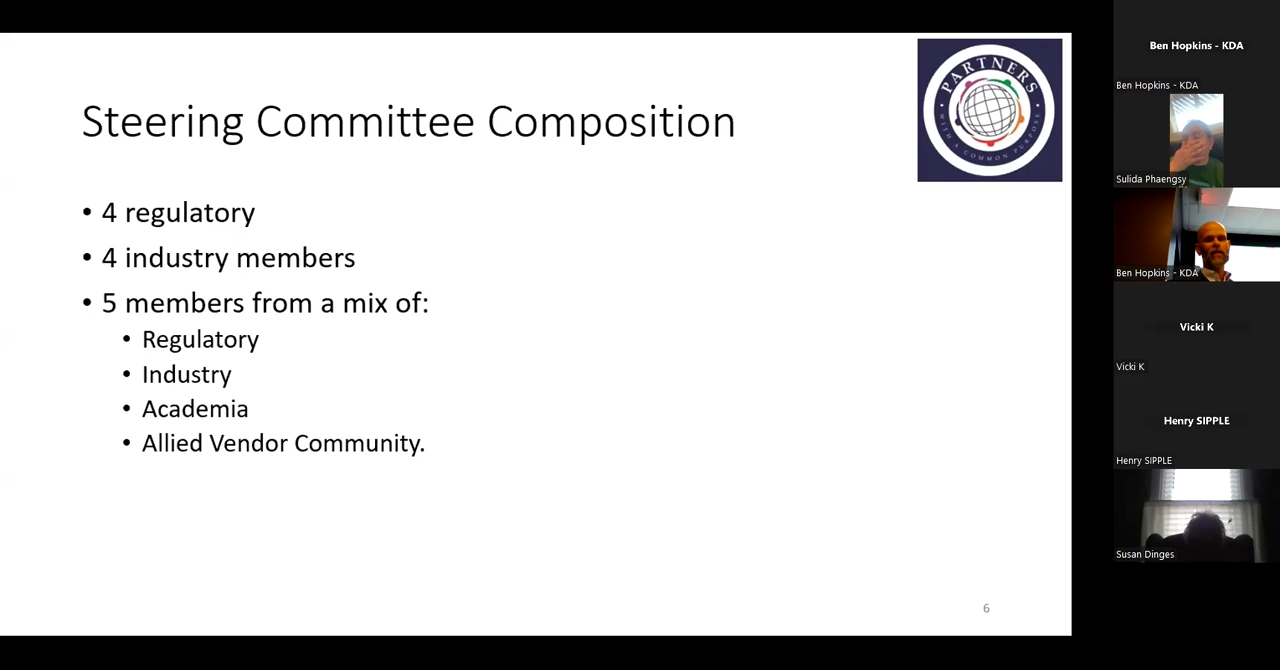 PARTNERS
• WITH A COMMON PURPOSE •
Steering Committee Composition
• 4 regulatory
• 4 industry members
• 5 members from a mix of:
• Regulatory
• Industry
• Academia
• Allied Vendor Community.
6
Ben Hopkins - KDA
Ben Hopkins - KDA
Sulida Phaengsy
Ben Hopkins - KDA
Vicki K
Vicki K
Henry SIPPLE
Henry SIPPLE
Susan Dinges